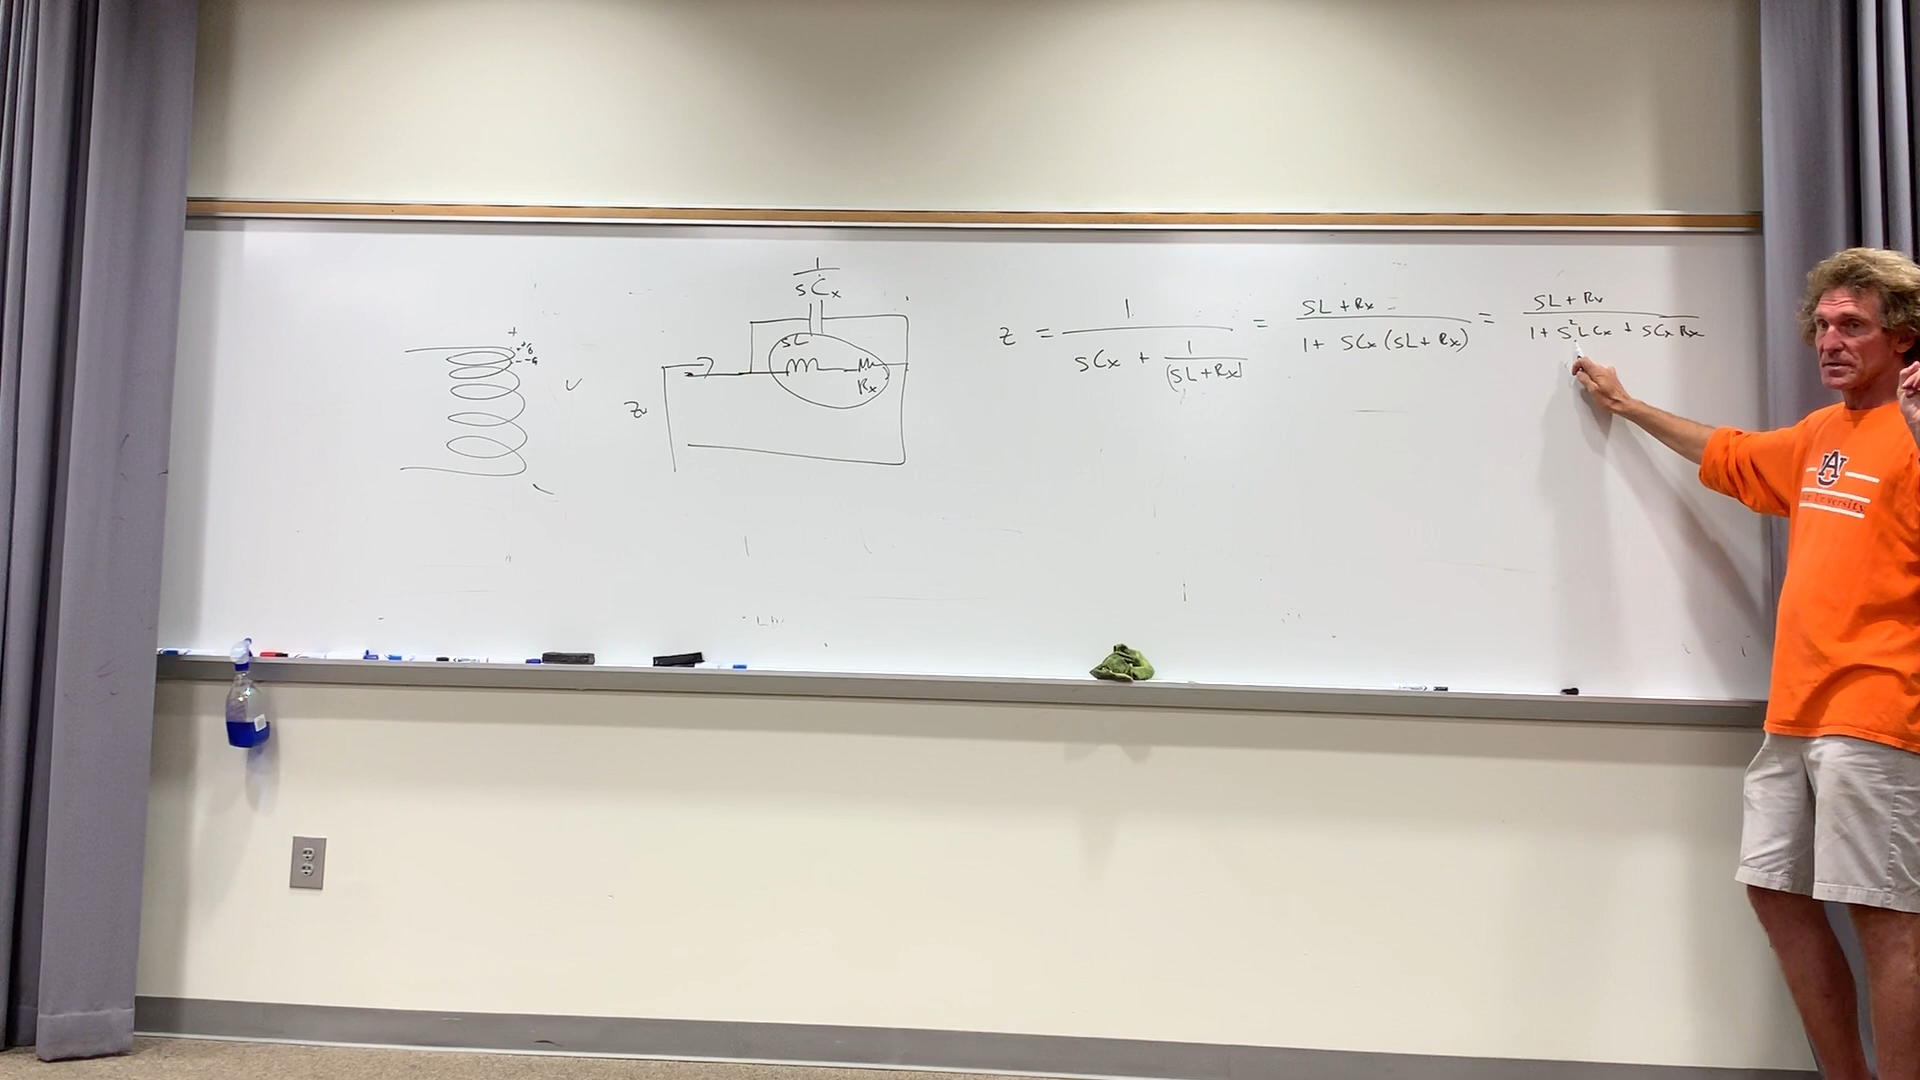 1
sCx
sL
Rx
Z
+
V
Z = 1 / (sCx + 1 / (sL+Rx)) = (sL+Rx) / (1 + sCx(sL+Rx)) = (sL+Rx) / (1 + s²LCx + sCxRx)
AU